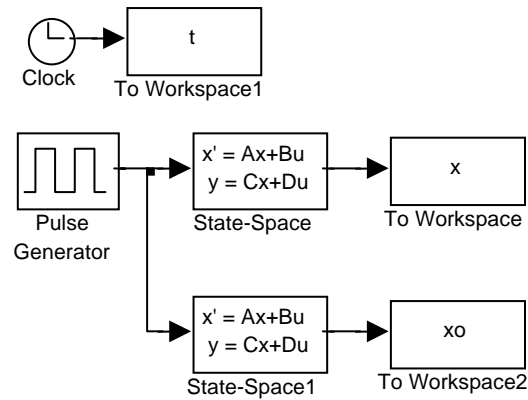 t
Clock
To Workspace1
x' = Ax+Bu
y = Cx+Du
x
Pulse
Generator
State-Space
To Workspace
x' = Ax+Bu
y = Cx+Du
xo
State-Space1
To Workspace2